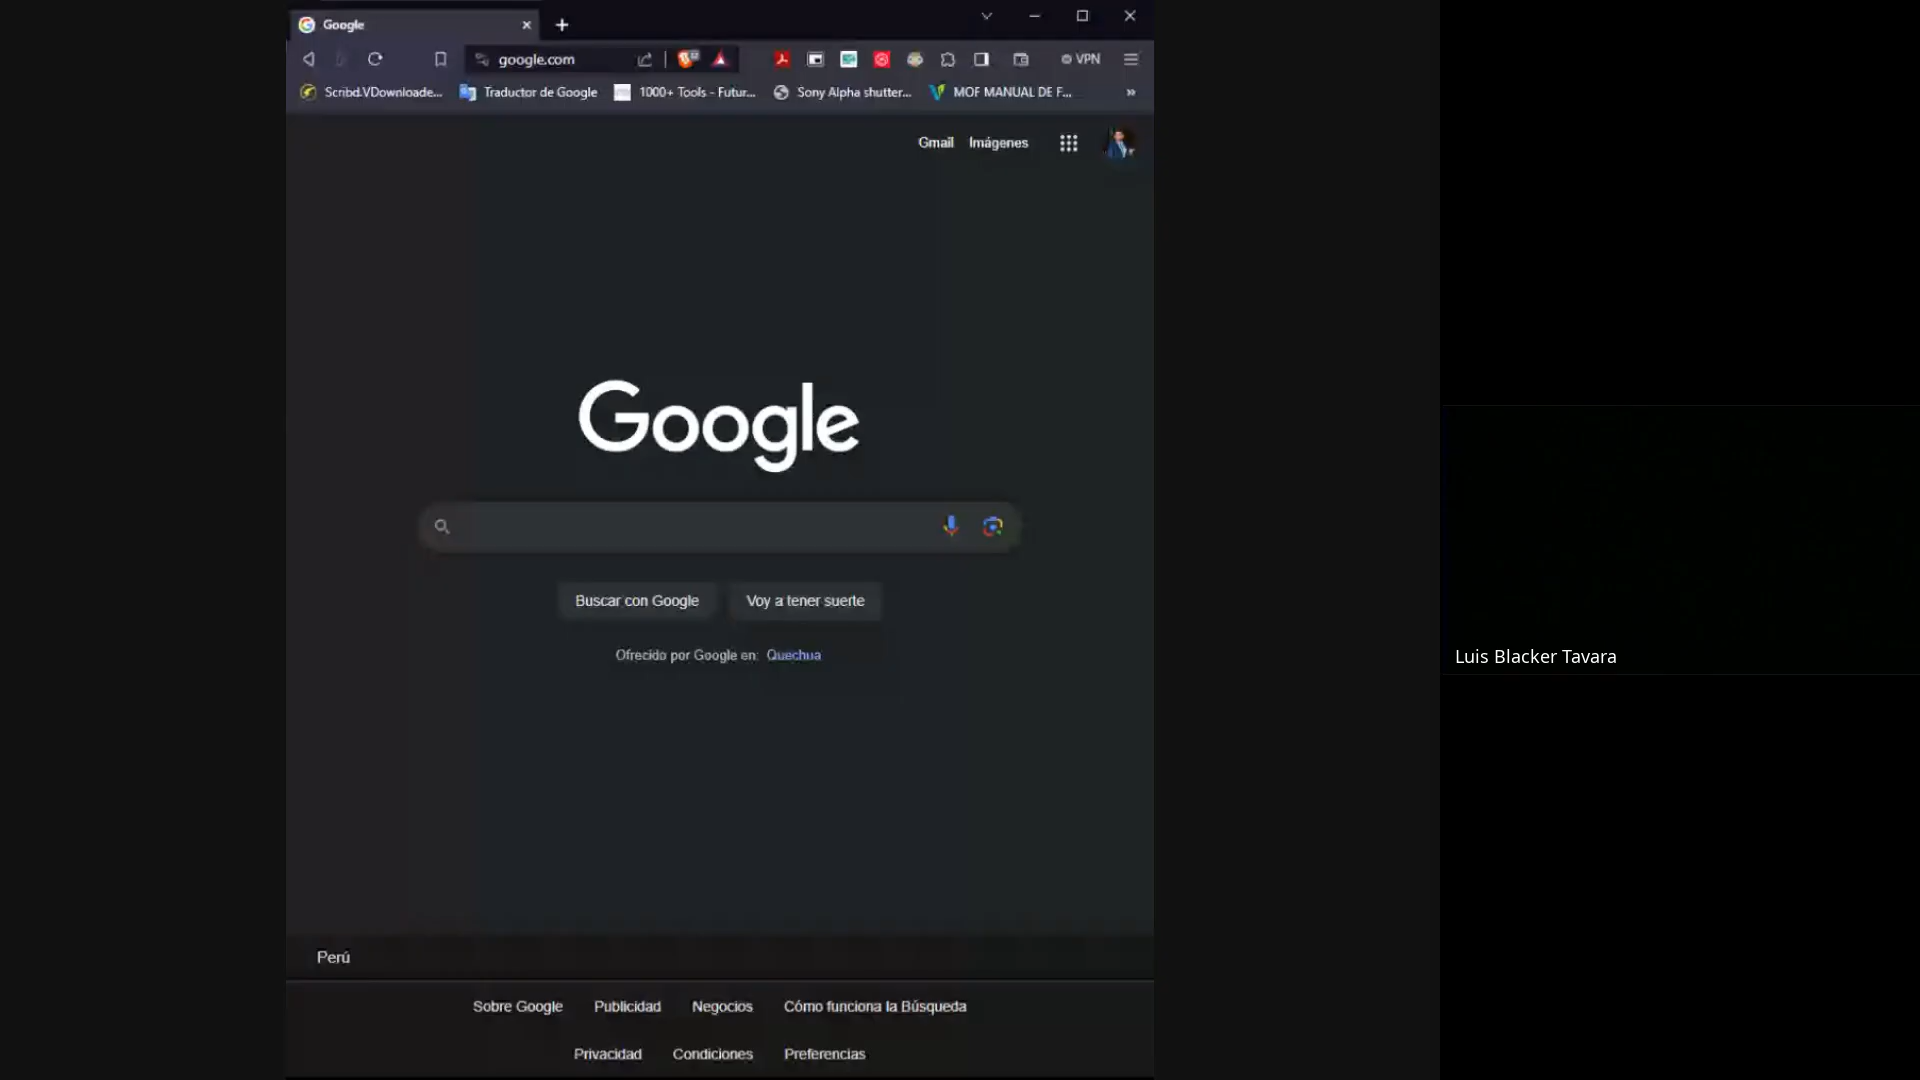 Google
google.com
VPN
Scribd.VDownloade...
Traductor de Google
1000+ Tools - Futur...
Sony Alpha shutter...
MOF MANUAL DE F...
»
Gmail
Imágenes
Google
Buscar con Google
Voy a tener suerte
Ofrecido por Google en: Quechua
Luis Blacker Tavara
Perú
Sobre Google
Publicidad
Negocios
Cómo funciona la Búsqueda
Privacidad
Condiciones
Preferencias